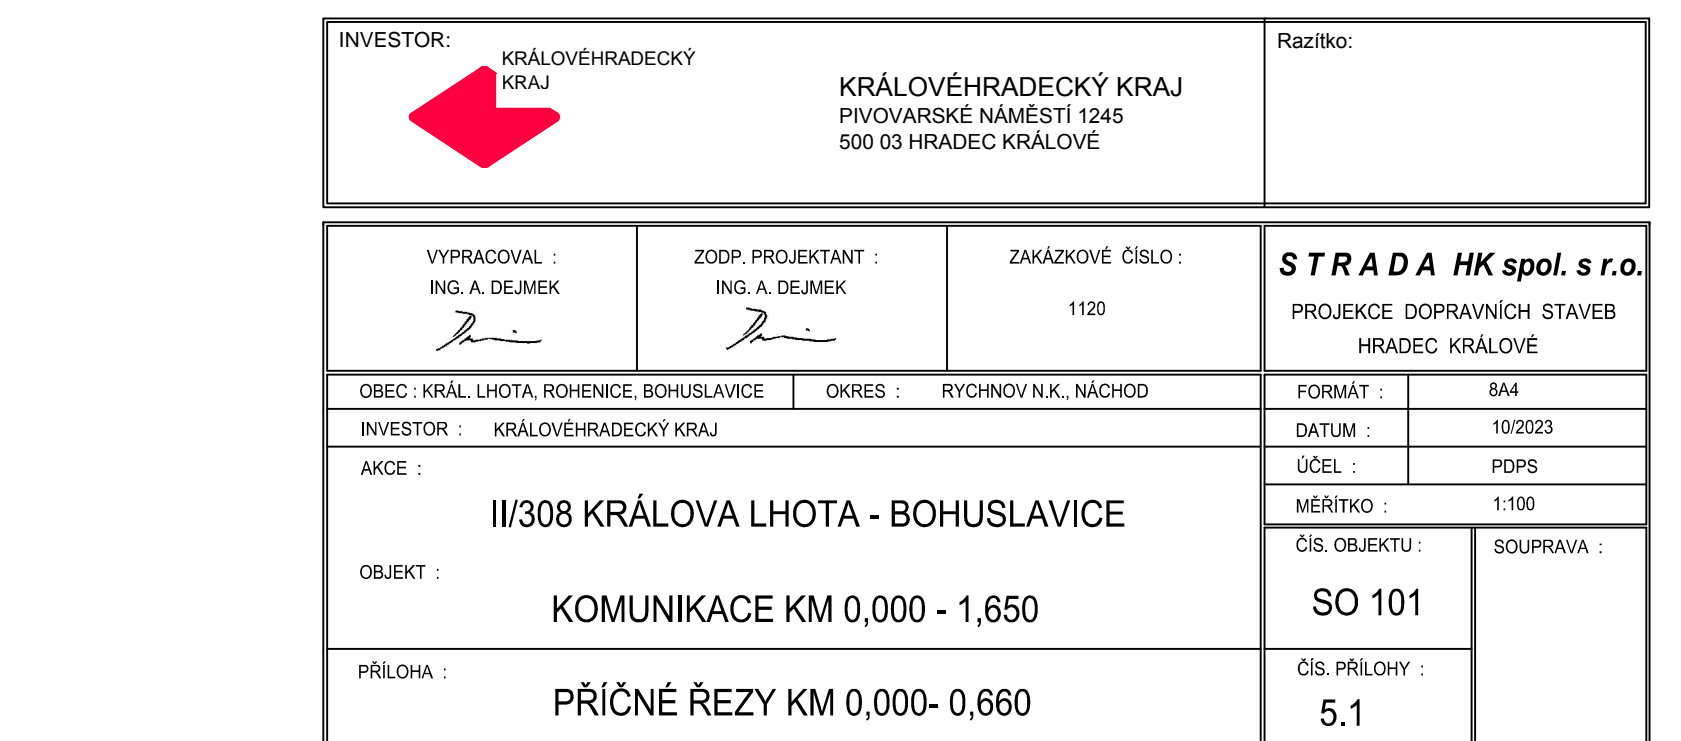 INVESTOR:
KRÁLOVÉHRADECKÝ
KRAJ
KRÁLOVÉHRADECKÝ KRAJ
PIVOVARSKÉ NÁMĚSTÍ 1245
500 03 HRADEC KRÁLOVÉ
Razítko:
VYPRACOVAL :
ING. A. DEJMEK
ZODP. PROJEKTANT :
ING. A. DEJMEK
ZAKÁZKOVÉ ČÍSLO :
1120
S T R A D A HK spol. s r.o.
PROJEKCE DOPRAVNÍCH STAVEB
HRADEC KRÁLOVÉ
OBEC : KRÁL. LHOTA, ROHENICE, BOHUSLAVICE
OKRES : RYCHNOV N.K., NÁCHOD
FORMÁT : 8A4
INVESTOR : KRÁLOVÉHRADECKÝ KRAJ
DATUM : 10/2023
AKCE :
II/308 KRÁLOVA LHOTA - BOHUSLAVICE
ÚČEL : PDPS
MĚŘÍTKO : 1:100
OBJEKT :
KOMUNIKACE KM 0,000 - 1,650
ČÍS. OBJEKTU :
SO 101
SOUPRAVA :
PŘÍLOHA :
PŘÍČNÉ ŘEZY KM 0,000- 0,660
ČÍS. PŘÍLOHY :
5.1